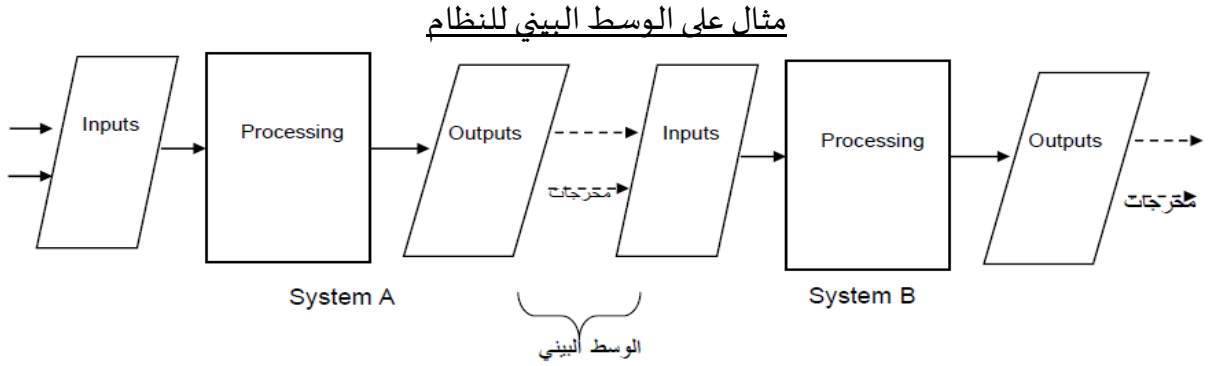 مثال على الوسط البيني للنظام
Inputs
Processing
Outputs
Inputs
Processing
Outputs
مخرجات
مخرجات
System A
System B
الوسط البيني